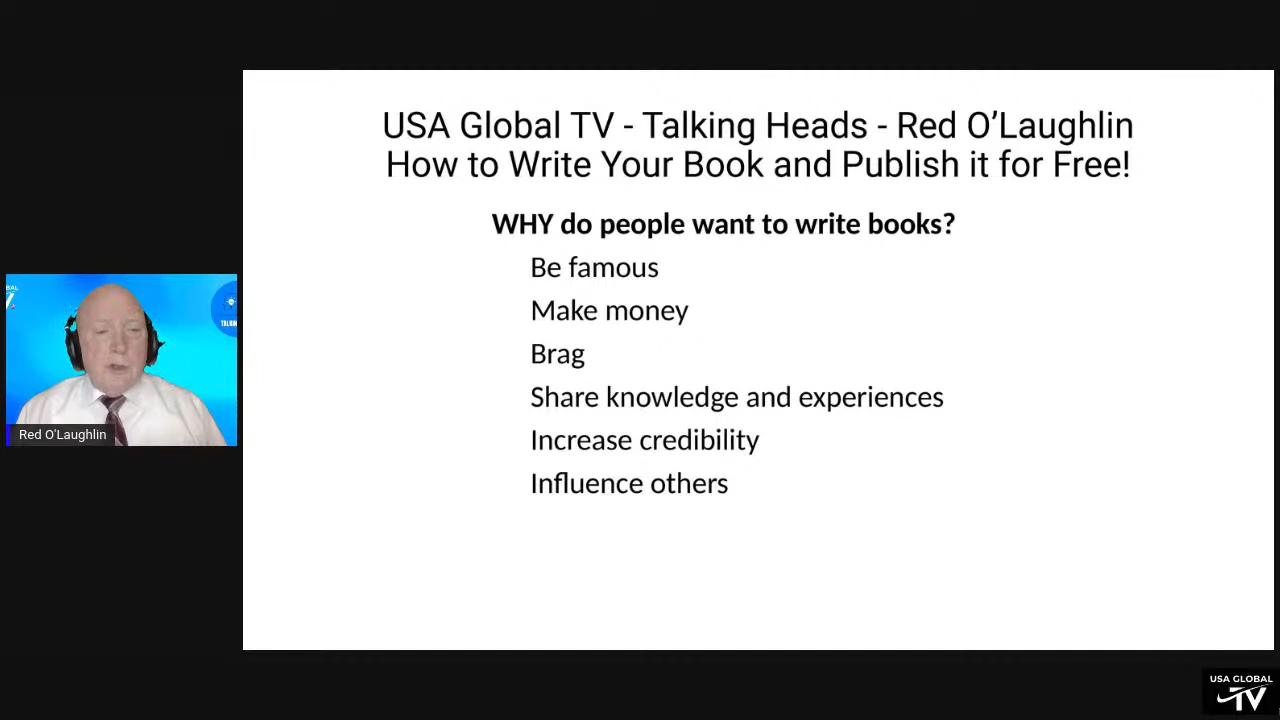 USA Global TV - Talking Heads - Red O’Laughlin
How to Write Your Book and Publish it for Free!
WHY do people want to write books?
Be famous
Make money
Brag
Share knowledge and experiences
Increase credibility
Influence others
Red O'Laughlin
USA GLOBAL
TV